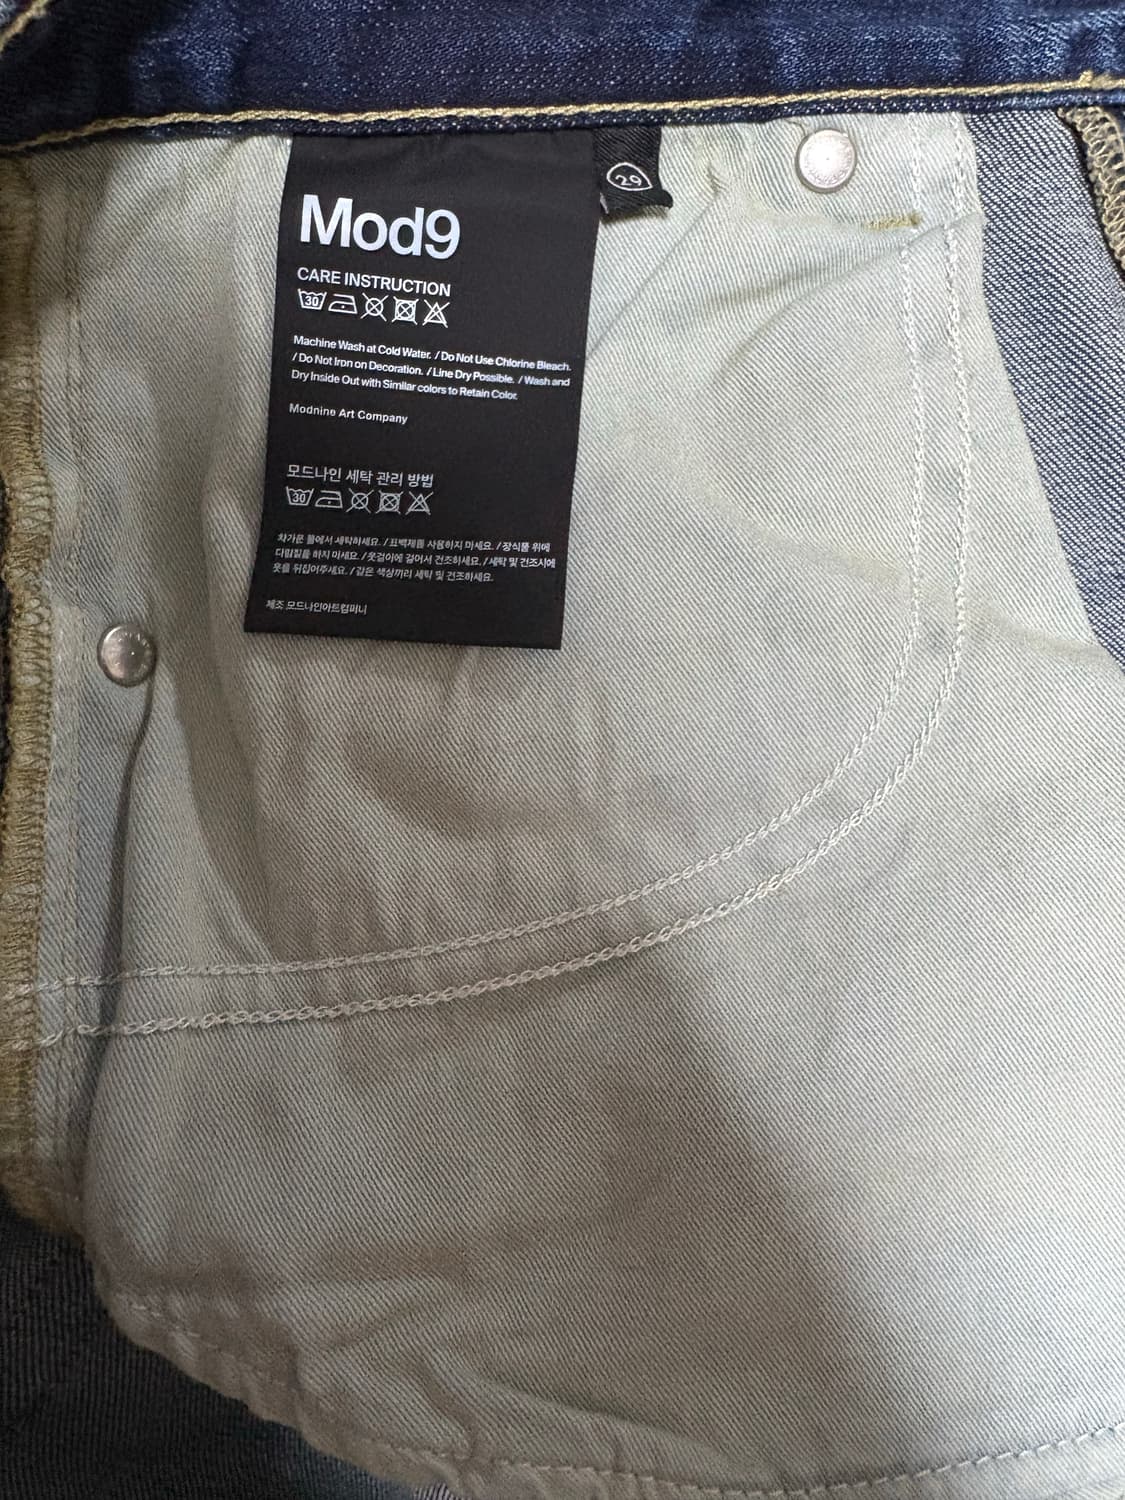 Mod9
29
CARE INSTRUCTION
30
Machine Wash at Cold Water. / Do Not Use Chlorine Bleach.
/ Do Not Iron on Decoration. / Line Dry Possible. / Wash and
Dry Inside Out with Similar colors to Retain Color.
Modnine Art Company
모드나인 세탁 관리 방법
30
차가운 물에서 세탁하세요. / 표백제를 사용하지 마세요. / 장식물 위에
다림질을 하지 마세요. / 옷걸이에 걸어서 건조하세요. / 세탁 및 건조시에
옷을 뒤집어주세요. / 같은 색상끼리 세탁 및 건조하세요.
제조 모드나인아트컴퍼니